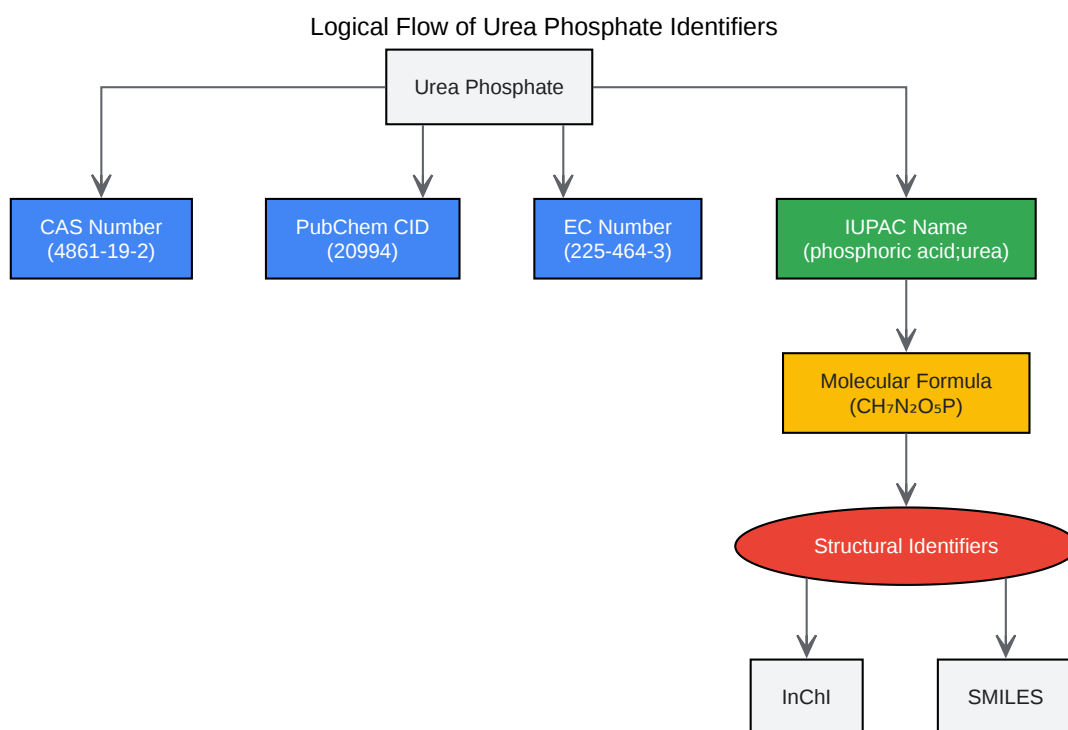 Logical Flow of Urea Phosphate Identifiers
Urea Phosphate
CAS Number
(4861-19-2)
PubChem CID
(20994)
EC Number
(225-464-3)
IUPAC Name
(phosphoric acid;urea)
Molecular Formula
(CH₇N₂O₅P)
Structural Identifiers
InChI
SMILES